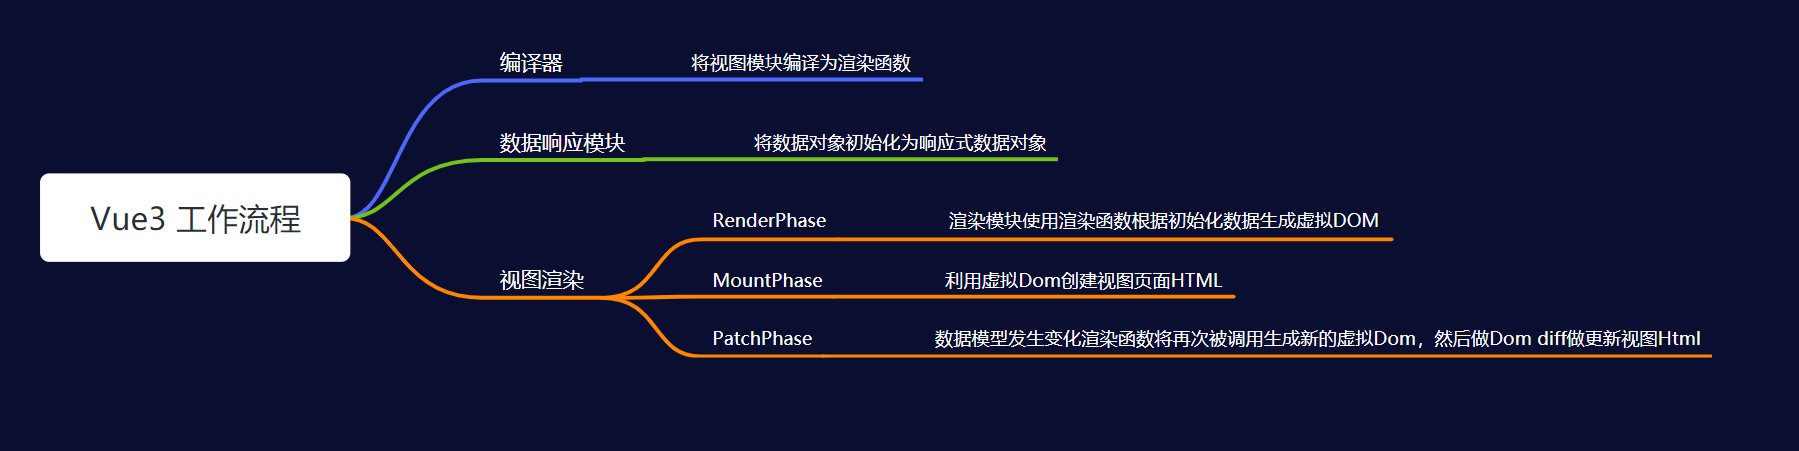 编译器
将视图模块编译为渲染函数
数据响应模块
将数据对象初始化为响应式数据对象
Vue3 工作流程
RenderPhase
渲染模块使用渲染函数根据初始化数据生成虚拟DOM
视图渲染
MountPhase
利用虚拟Dom创建视图页面HTML
PatchPhase
数据模型发生变化渲染函数将再次被调用生成新的虚拟Dom，然后做Dom diff做更新视图Html